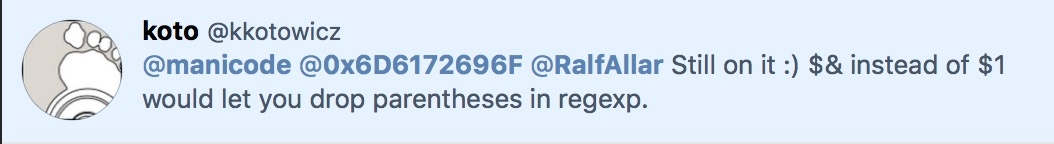 koto @kkotowicz
@manicode @0x6D6172696F @RalfAllar Still on it :) $& instead of $1
would let you drop parentheses in regexp.